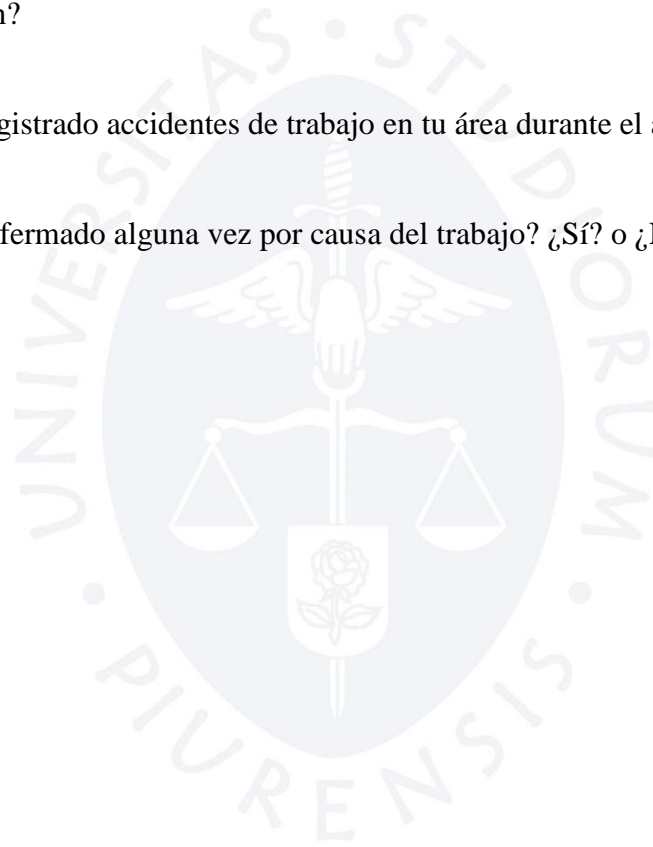 n?
gistrado accidentes de trabajo en tu área durante el a
fermado alguna vez por causa del trabajo? ¿Sí? o ¿
UNIVERSITAS • STUDIORUM • PIURENSIS •